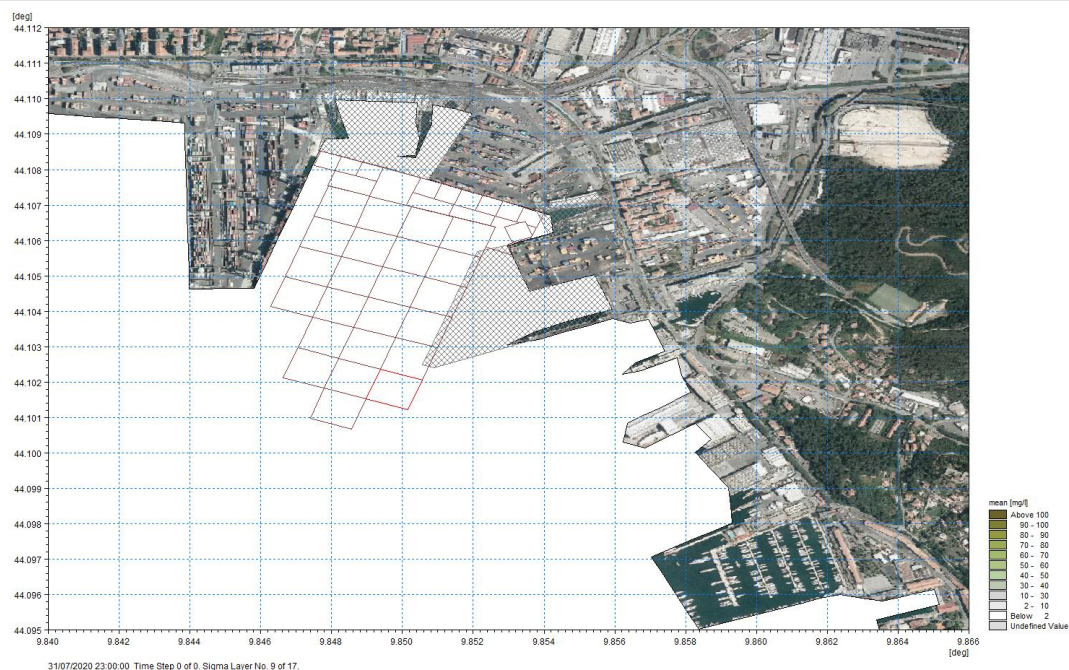 [deg]
44.112
44.111
44.110
44.109
44.108
44.107
44.106
44.105
44.104
44.103
44.102
44.101
44.100
44.099
44.098
44.097
44.096
44.095
9.840 9.842 9.844 9.846 9.848 9.850 9.852 9.854 9.856 9.858 9.860 9.862 9.864 9.866
[deg]
mean [mg/l]
Above 100
90 - 100
80 - 90
70 - 80
60 - 70
50 - 60
40 - 50
30 - 40
10 - 30
2 - 10
Below 2
Undefined Value
31/07/2020 23:00:00 Time Step 0 of 0. Sigma Layer No. 9 of 17.